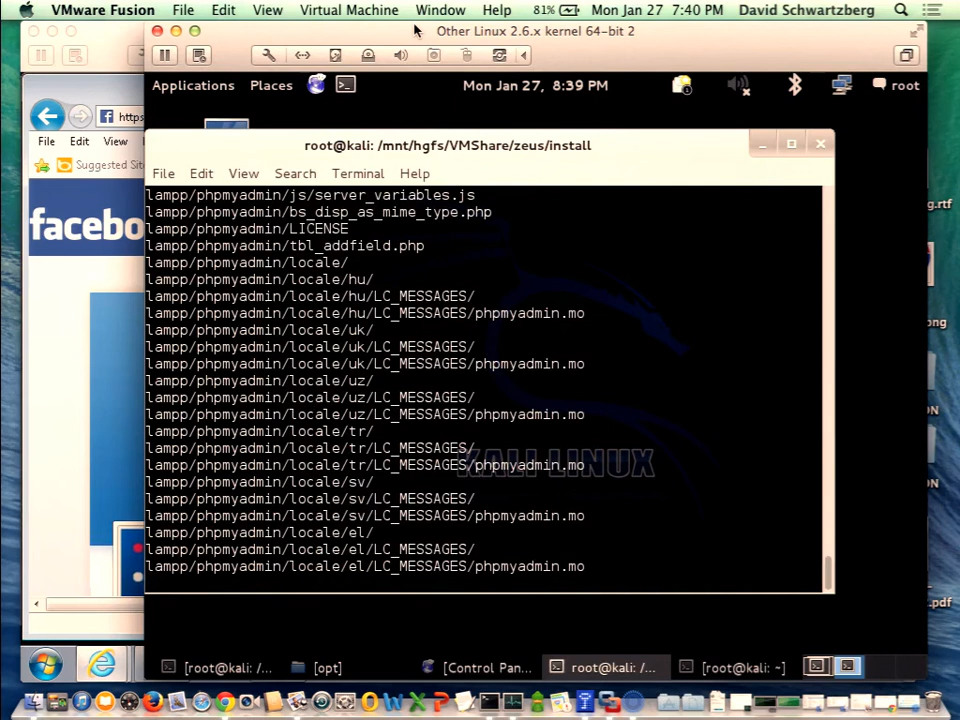 VMware Fusion File Edit View Virtual Machine Window Help 81% Mon Jan 27 7:40 PM David Schwartzberg
Other Linux 2.6.x kernel 64-bit 2
Applications Places Mon Jan 27, 8:39 PM root
https
File Edit View
Suggested Sit
facebook
root@kali: /mnt/hgfs/VMShare/zeus/install
File Edit View Search Terminal Help
lampp/phpmyadmin/js/server_variables.js
lampp/phpmyadmin/bs_disp_as_mime_type.php
lampp/phpmyadmin/LICENSE
lampp/phpmyadmin/tbl_addfield.php
lampp/phpmyadmin/locale/
lampp/phpmyadmin/locale/hu/
lampp/phpmyadmin/locale/hu/LC_MESSAGES/
lampp/phpmyadmin/locale/hu/LC_MESSAGES/phpmyadmin.mo
lampp/phpmyadmin/locale/uk/
lampp/phpmyadmin/locale/uk/LC_MESSAGES/
lampp/phpmyadmin/locale/uk/LC_MESSAGES/phpmyadmin.mo
lampp/phpmyadmin/locale/uz/
lampp/phpmyadmin/locale/uz/LC_MESSAGES/
lampp/phpmyadmin/locale/uz/LC_MESSAGES/phpmyadmin.mo
lampp/phpmyadmin/locale/tr/
lampp/phpmyadmin/locale/tr/LC_MESSAGES/
lampp/phpmyadmin/locale/tr/LC_MESSAGES/phpmyadmin.mo
lampp/phpmyadmin/locale/sv/
lampp/phpmyadmin/locale/sv/LC_MESSAGES/
lampp/phpmyadmin/locale/sv/LC_MESSAGES/phpmyadmin.mo
lampp/phpmyadmin/locale/el/
lampp/phpmyadmin/locale/el/LC_MESSAGES/
lampp/phpmyadmin/locale/el/LC_MESSAGES/phpmyadmin.mo
KALI LINUX
ng.rtf
ong
ON
ON
.pdf
[root@kali: /... [opt] [Control Pan... root@kali: /... [root@kali: ~]